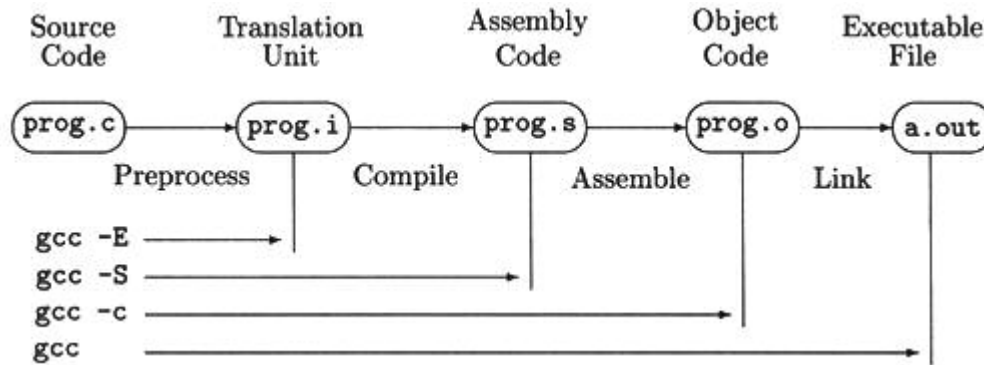 Source Translation Assembly Object Executable
Code Unit Code Code File
prog.c prog.i prog.s prog.o a.out
Preprocess Compile Assemble Link
gcc -E
gcc -S
gcc -c
gcc